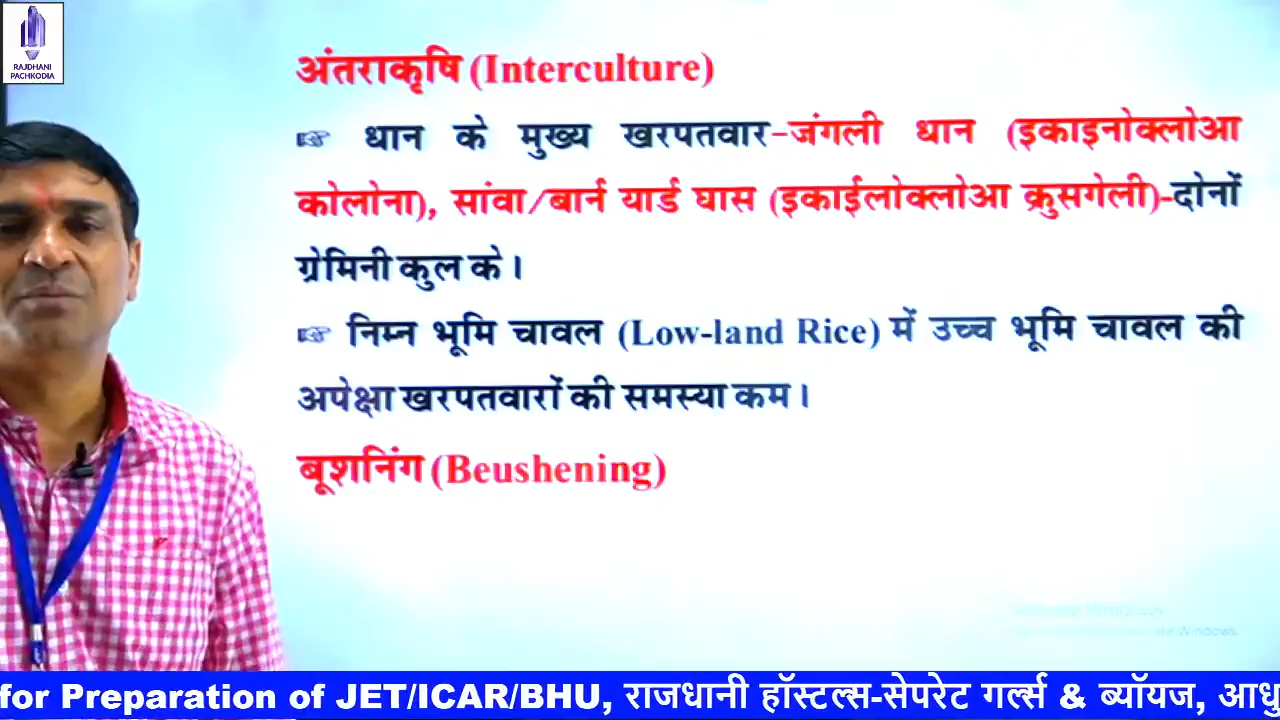 RAJDHANI
PACHKODIA
अंतराकृषि (Interculture)
☞ धान के मुख्य खरपतवार-जंगली धान (इकाइनोक्लोआ
कोलोना), सांवा/बार्न यार्ड घास (इकाईलोक्लोआ क्रुसगेली)-दोनों
ग्रेमिनी कुल के।
☞ निम्न भूमि चावल (Low-land Rice) में उच्च भूमि चावल की
अपेक्षा खरपतवारों की समस्या कम।
बूशनिंग (Beushening)
for Preparation of JET/ICAR/BHU, राजधानी हॉस्टल्स-सेपरेट गर्ल्स & ब्यॉयज, आधु